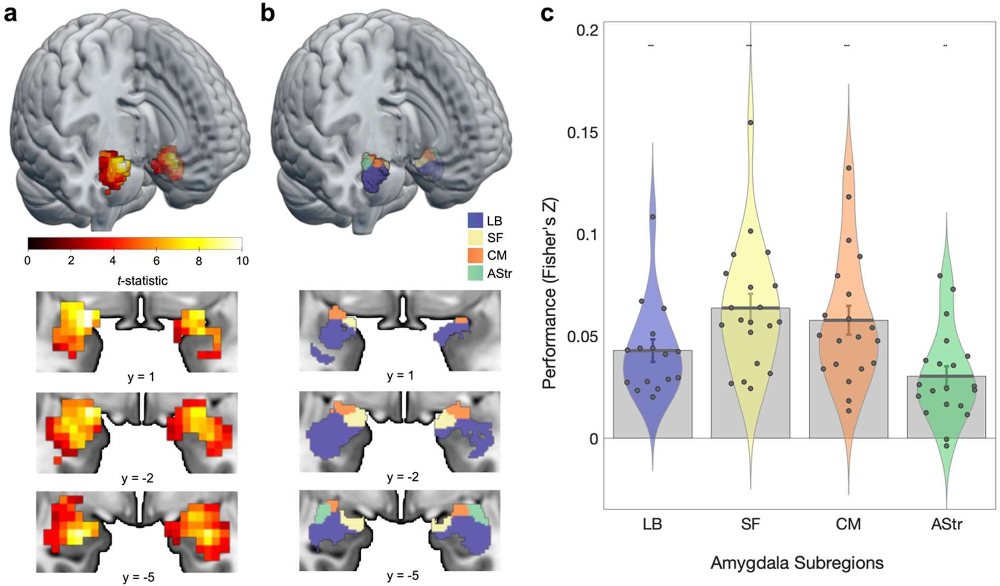 a
0 2 4 6 8 10
t-statistic
y = 1
y = -2
y = -5
b
LB
SF
CM
AStr
y = 1
y = -2
y = -5
c
Performance (Fisher's Z)
0.2
0.15
0.1
0.05
0
*** *** *** **
LB SF CM AStr
Amygdala Subregions